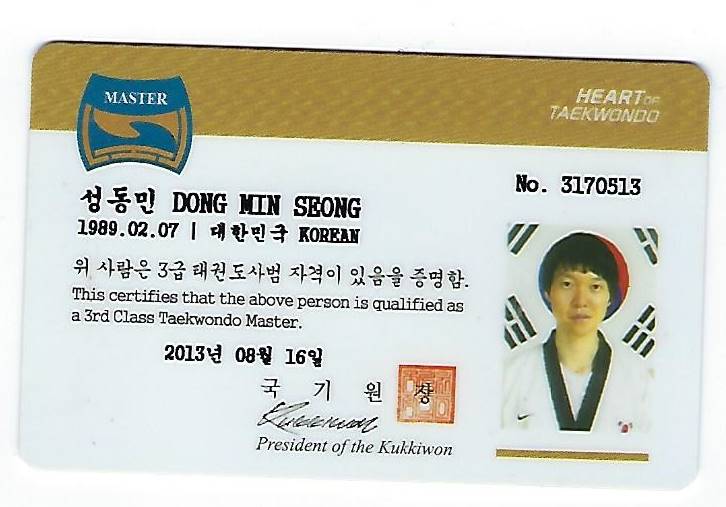 MASTER
HEART OF
TAEKWONDO
No. 3170513
성동민 DONG MIN SEONG
1989.02.07 | 대한민국 KOREAN
위 사람은 3급 태권도사범 자격이 있음을 증명함.
This certifies that the above person is qualified as
a 3rd Class Taekwondo Master.
2013년 08월 16일
국 기 원 장
Kukkiwon
President of the Kukkiwon